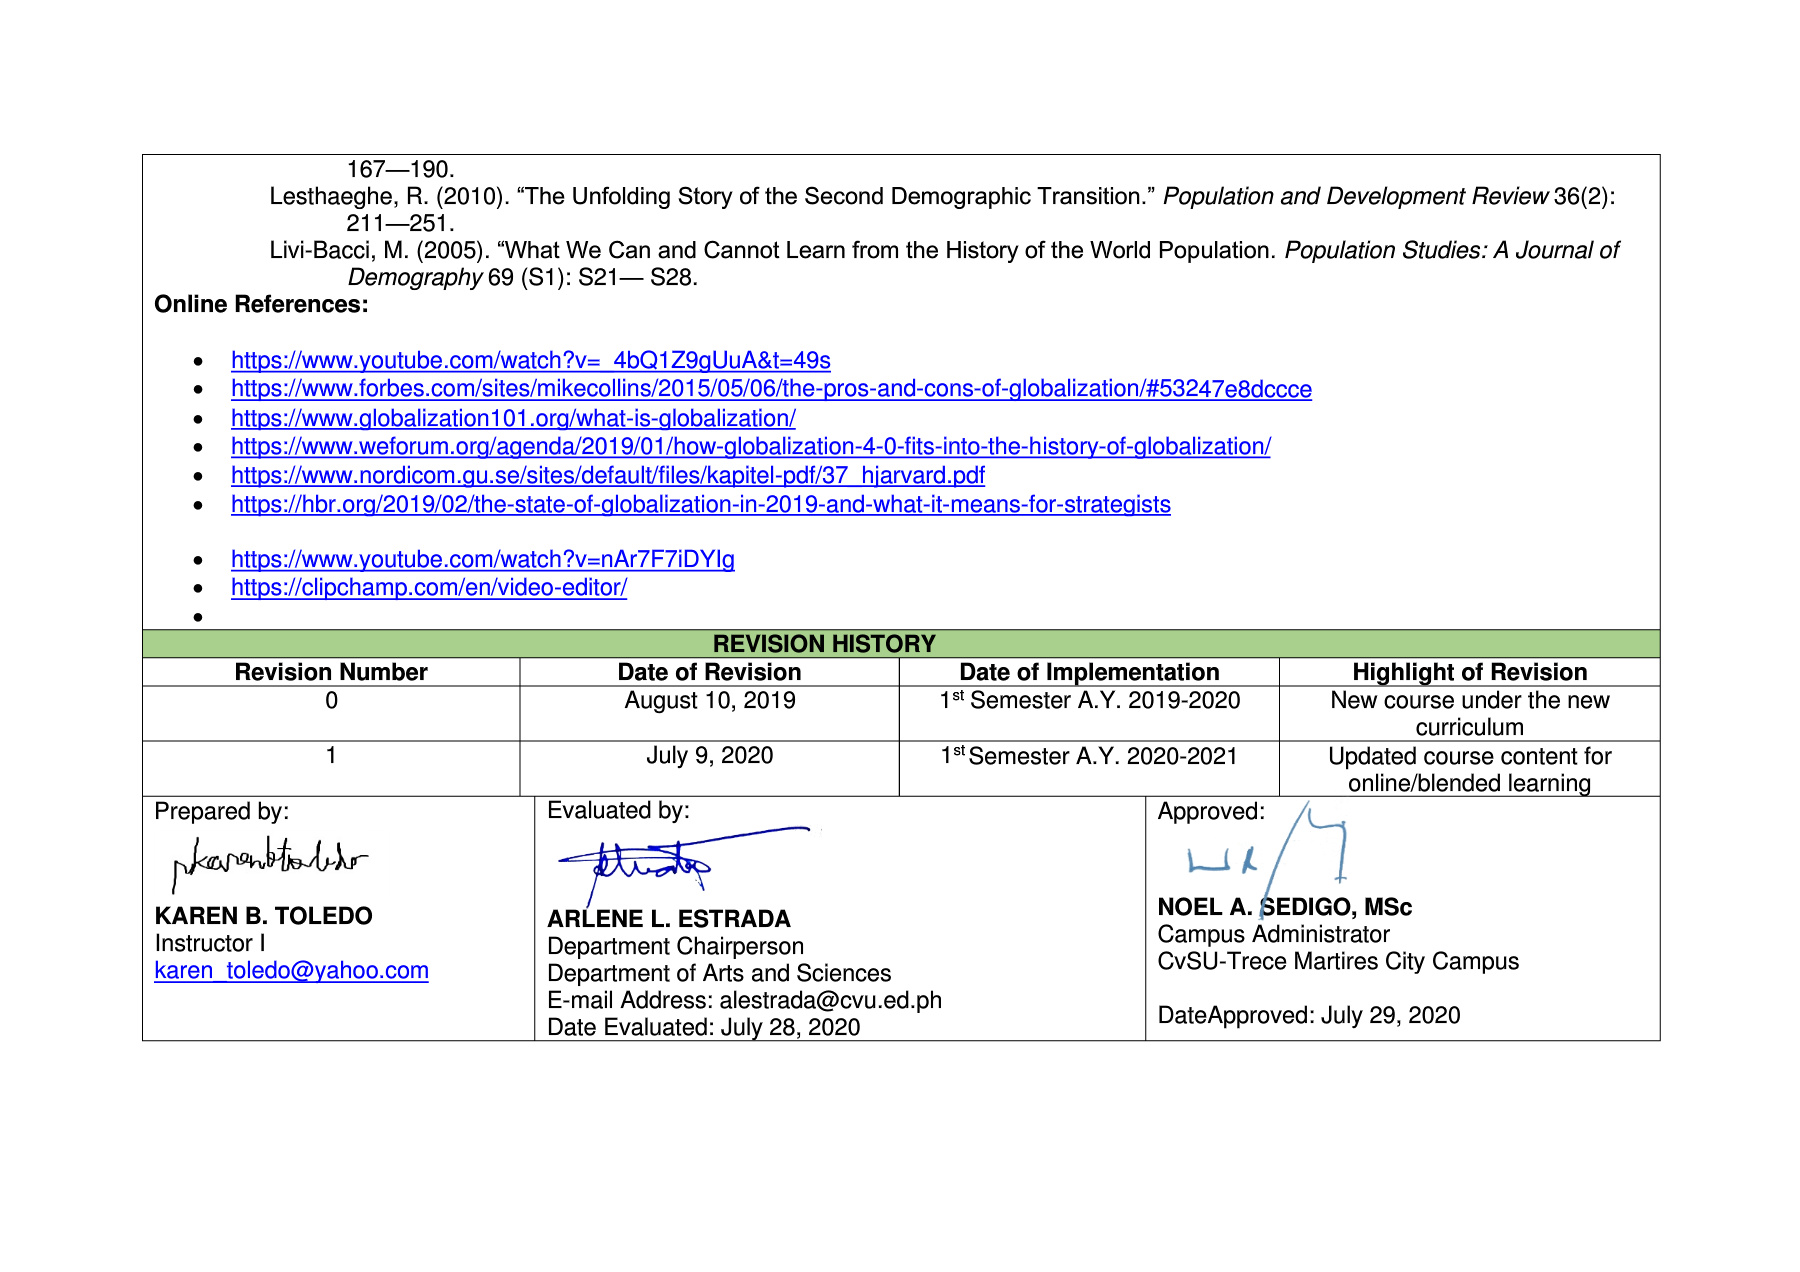 167—190.
Lesthaeghe, R. (2010). “The Unfolding Story of the Second Demographic Transition.” Population and Development Review 36(2):
211—251.
Livi-Bacci, M. (2005). “What We Can and Cannot Learn from the History of the World Population. Population Studies: A Journal of
Demography 69 (S1): S21— S28.
Online References:
• https://www.youtube.com/watch?v=_4bQ1Z9gUuA&t=49s
• https://www.forbes.com/sites/mikecollins/2015/05/06/the-pros-and-cons-of-globalization/#53247e8dccce
• https://www.globalization101.org/what-is-globalization/
• https://www.weforum.org/agenda/2019/01/how-globalization-4-0-fits-into-the-history-of-globalization/
• https://www.nordicom.gu.se/sites/default/files/kapitel-pdf/37_hjarvard.pdf
• https://hbr.org/2019/02/the-state-of-globalization-in-2019-and-what-it-means-for-strategists
• https://www.youtube.com/watch?v=nAr7F7iDYIg
• https://clipchamp.com/en/video-editor/
•
REVISION HISTORY
Revision Number Date of Revision Date of Implementation Highlight of Revision
0 August 10, 2019 1st Semester A.Y. 2019-2020 New course under the new
curriculum
1 July 9, 2020 1st Semester A.Y. 2020-2021 Updated course content for
online/blended learning
Prepared by:
KAREN B. TOLEDO
Instructor I
karen_toledo@yahoo.com
Evaluated by:
ARLENE L. ESTRADA
Department Chairperson
Department of Arts and Sciences
E-mail Address: alestrada@cvu.ed.ph
Date Evaluated: July 28, 2020
Approved:
NOEL A. SEDIGO, MSc
Campus Administrator
CvSU-Trece Martires City Campus
DateApproved: July 29, 2020